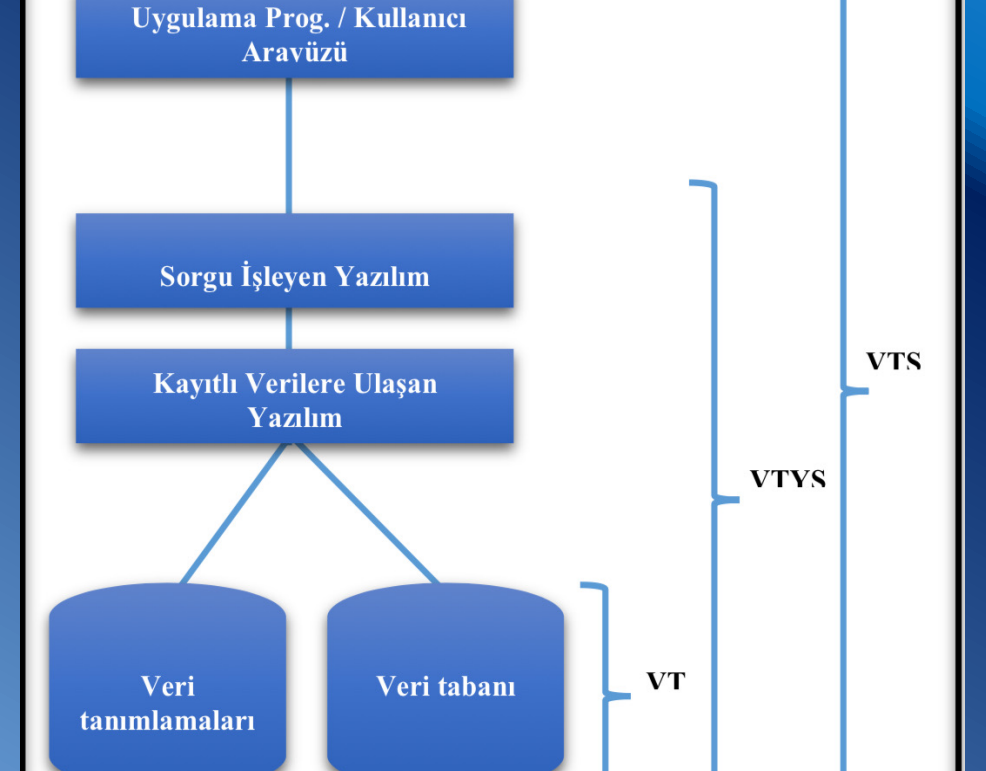 Uygulama Prog. / Kullanıcı
Aravüzü
Sorgu İşleyen Yazılım
Kayıtlı Verilere Ulaşan
Yazılım
VTS
VTYS
Veri
tanımlamaları
Veri tabanı
VT